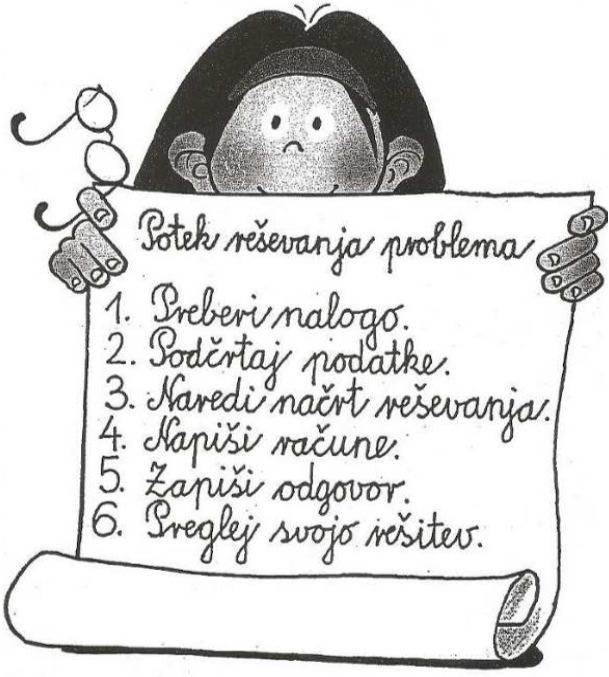 Potek reševanja problema
1. Preberi nalogo.
2. Podčrtaj podatke.
3. Naredi načrt reševanja.
4. Napiši račune.
5. Zapiši odgovor.
6. Preglej svojo rešitev.